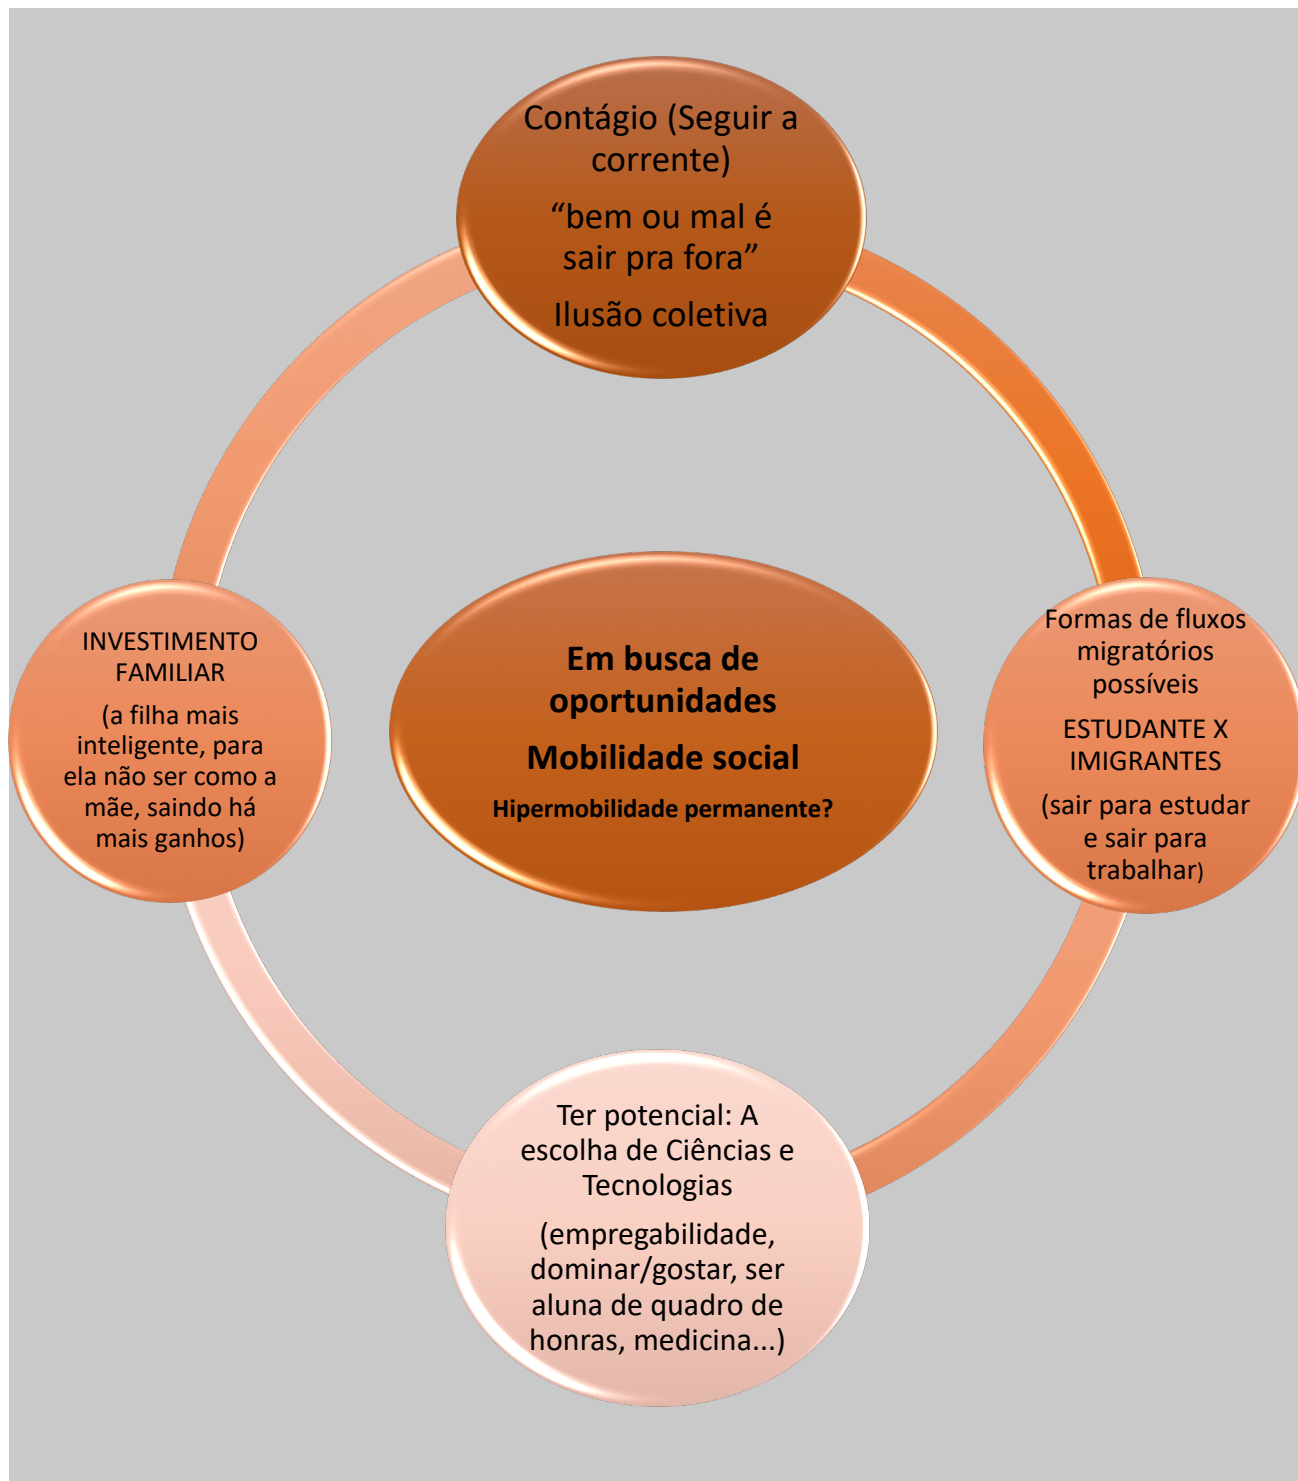 Contágio (Seguir a
corrente)
“bem ou mal é
sair pra fora”
Ilusão coletiva
INVESTIMENTO
FAMILIAR
(a filha mais
inteligente, para
ela não ser como a
mãe, saindo há
mais ganhos)
Em busca de
oportunidades
Mobilidade social
Hipermobilidade permanente?
Formas de fluxos
migratórios
possíveis
ESTUDANTE X
IMIGRANTES
(sair para estudar
e sair para
trabalhar)
Ter potencial: A
escolha de Ciências e
Tecnologias
(empregabilidade,
dominar/gostar, ser
aluna de quadro de
honras, medicina...)